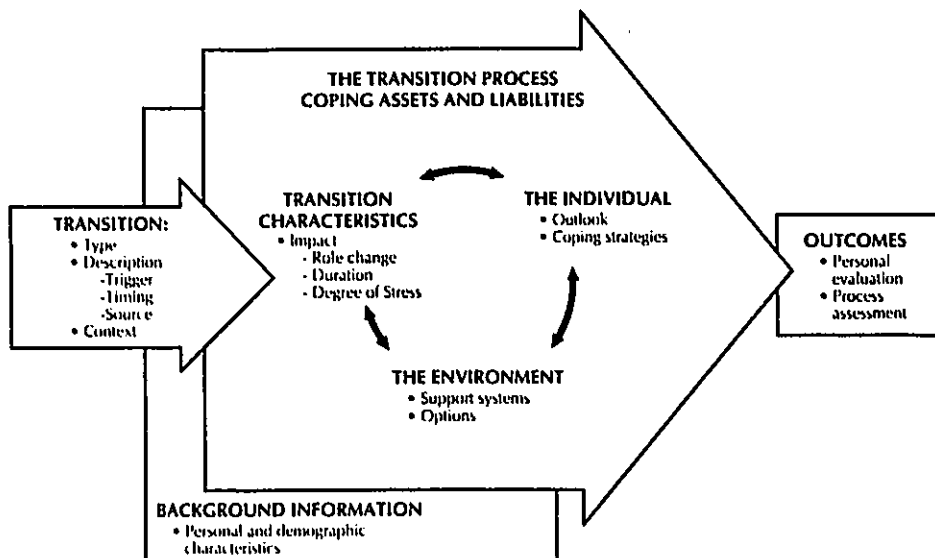 THE TRANSITION PROCESS
COPING ASSETS AND LIABILITIES
TRANSITION:
• Type
• Description
-Trigger
-Timing
-Source
• Context
TRANSITION
CHARACTERISTICS
• Impact
- Role change
- Duration
- Degree of Stress
THE INDIVIDUAL
• Outlook
• Coping strategies
THE ENVIRONMENT
• Support systems
• Options
OUTCOMES
• Personal
evaluation
• Process
assessment
BACKGROUND INFORMATION
• Personal and demographic
characteristics